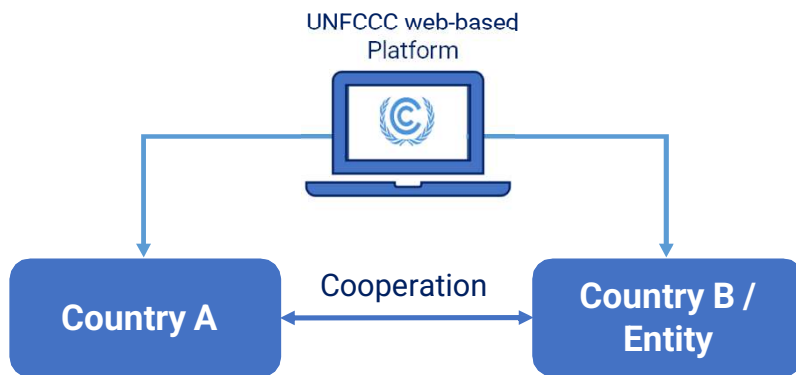 UNFCCC web-based
Platform
Country A
Cooperation
Country B /
Entity